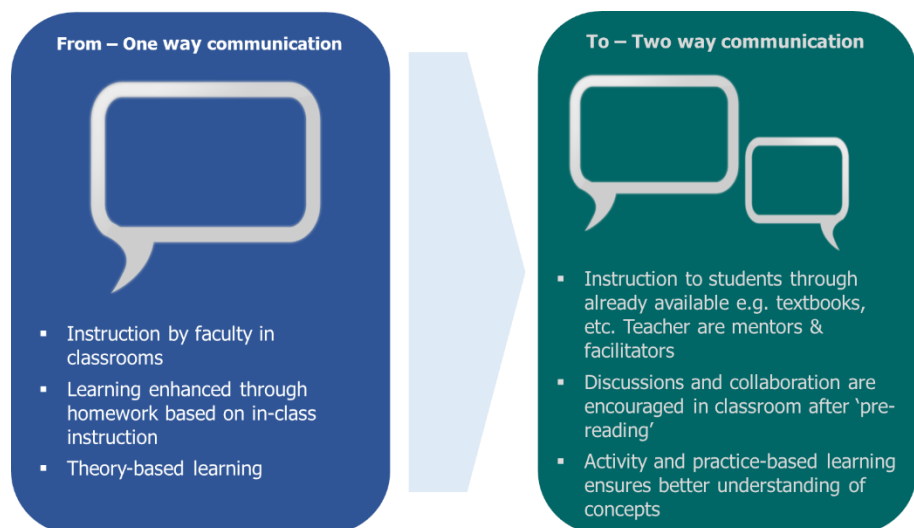 From – One way communication
▪ Instruction by faculty in
classrooms
▪ Learning enhanced through
homework based on in-class
instruction
▪ Theory-based learning
To – Two way communication
▪ Instruction to students through
already available e.g. textbooks,
etc. Teacher are mentors &
facilitators
▪ Discussions and collaboration are
encouraged in classroom after ‘pre-
reading’
▪ Activity and practice-based learning
ensures better understanding of
concepts